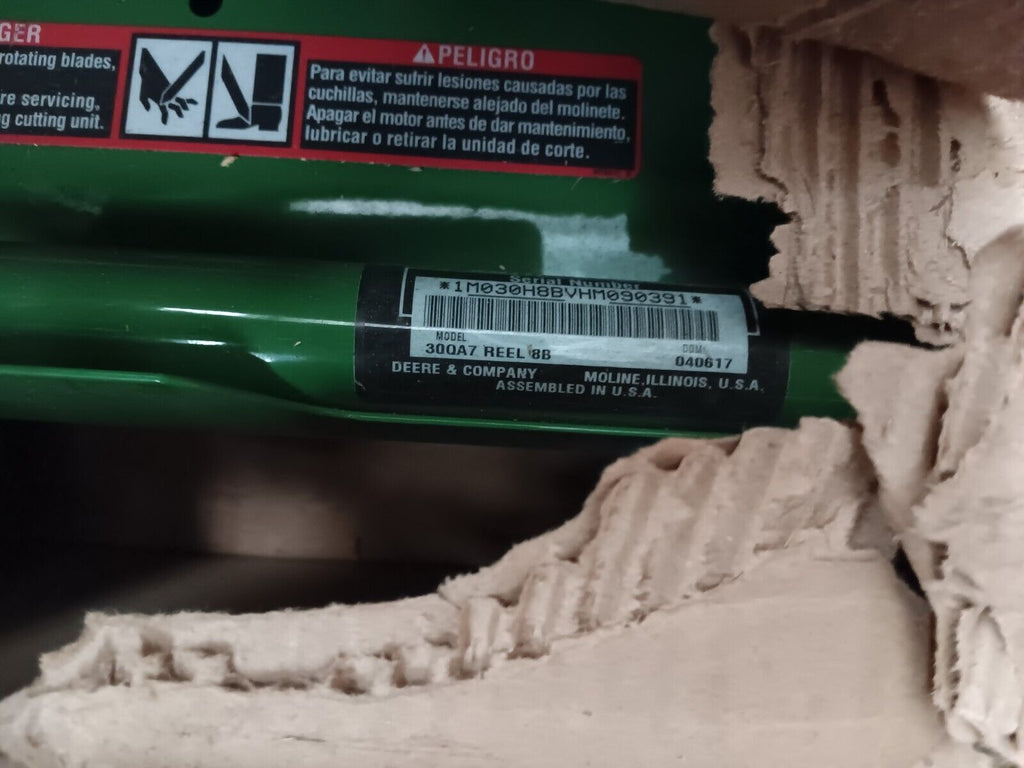 GER
rotating blades,
re servicing,
g cutting unit.
PELIGRO
Para evitar sufrir lesiones causadas por las
cuchillas, mantenerse alejado del molinete.
Apagar el motor antes de dar mantenimiento,
lubricar o retirar la unidad de corte.
Serial Number
*1M030H8BVHM090391*
MODEL
30QA7 REEL 8B
040617
DEERE & COMPANY MOLINE, ILLINOIS, U.S.A.
ASSEMBLED IN U.S.A.